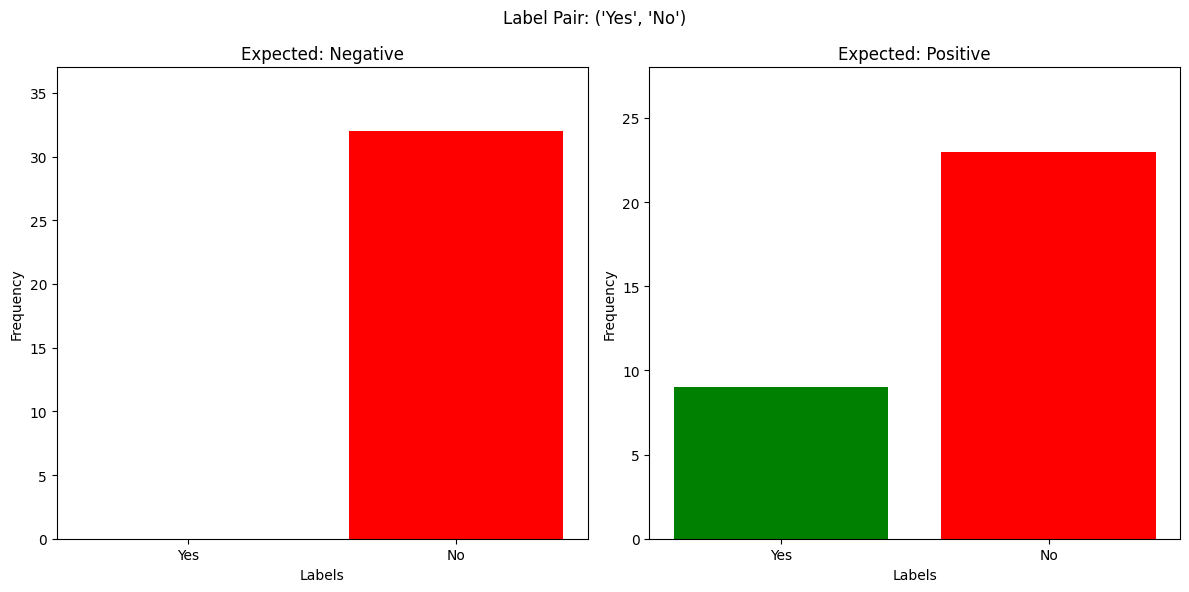 Label Pair: ('Yes', 'No')
Expected: Negative
35
30
25
20
15
10
5
0
Frequency
Yes No
Labels
Expected: Positive
25
20
15
10
5
0
Frequency
Yes No
Labels